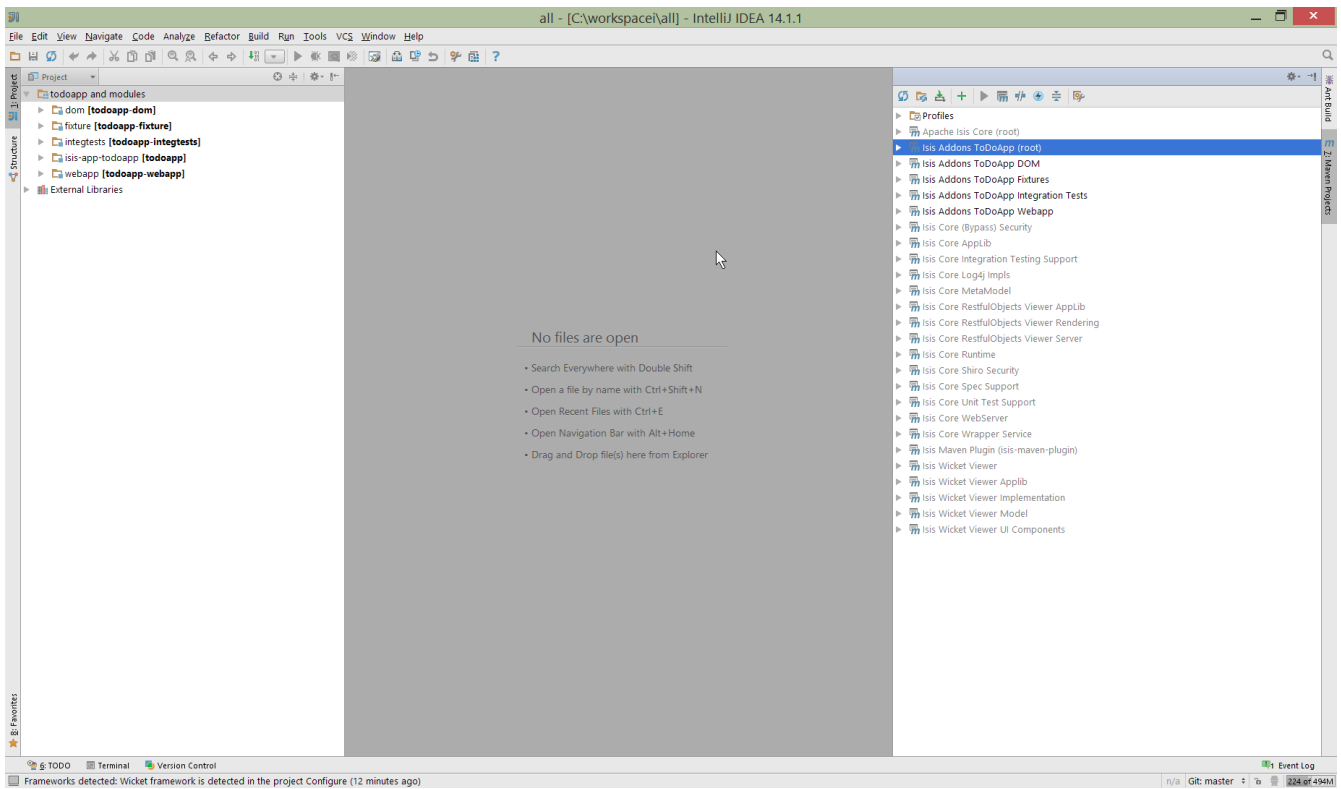 all - [C:\workspacei\all] - IntelliJ IDEA 14.1.1
File Edit View Navigate Code Analyze Refactor Build Run Tools VCS Window Help
Project
1: Project
Structure
8: Favorites
todoapp and modules
dom [todoapp-dom]
fixture [todoapp-fixture]
integtests [todoapp-integtests]
isis-app-todoapp [todoapp]
webapp [todoapp-webapp]
External Libraries
No files are open
• Search Everywhere with Double Shift
• Open a file by name with Ctrl+Shift+N
• Open Recent Files with Ctrl+E
• Open Navigation Bar with Alt+Home
• Drag and Drop file(s) here from Explorer
Profiles
Apache Isis Core (root)
Isis Addons ToDoApp (root)
Isis Addons ToDoApp DOM
Isis Addons ToDoApp Fixtures
Isis Addons ToDoApp Integration Tests
Isis Addons ToDoApp Webapp
Isis Core (Bypass) Security
Isis Core AppLib
Isis Core Integration Testing Support
Isis Core Log4j Impls
Isis Core MetaModel
Isis Core RestfulObjects Viewer AppLib
Isis Core RestfulObjects Viewer Rendering
Isis Core RestfulObjects Viewer Server
Isis Core Runtime
Isis Core Shiro Security
Isis Core Spec Support
Isis Core Unit Test Support
Isis Core WebServer
Isis Core Wrapper Service
Isis Maven Plugin (isis-maven-plugin)
Isis Wicket Viewer
Isis Wicket Viewer Applib
Isis Wicket Viewer Implementation
Isis Wicket Viewer Model
Isis Wicket Viewer UI Components
Ant Build
Maven Projects
6: TODO Terminal Version Control
1 Event Log
Frameworks detected: Wicket framework is detected in the project Configure (12 minutes ago)
n/a Git: master 224 of 494M